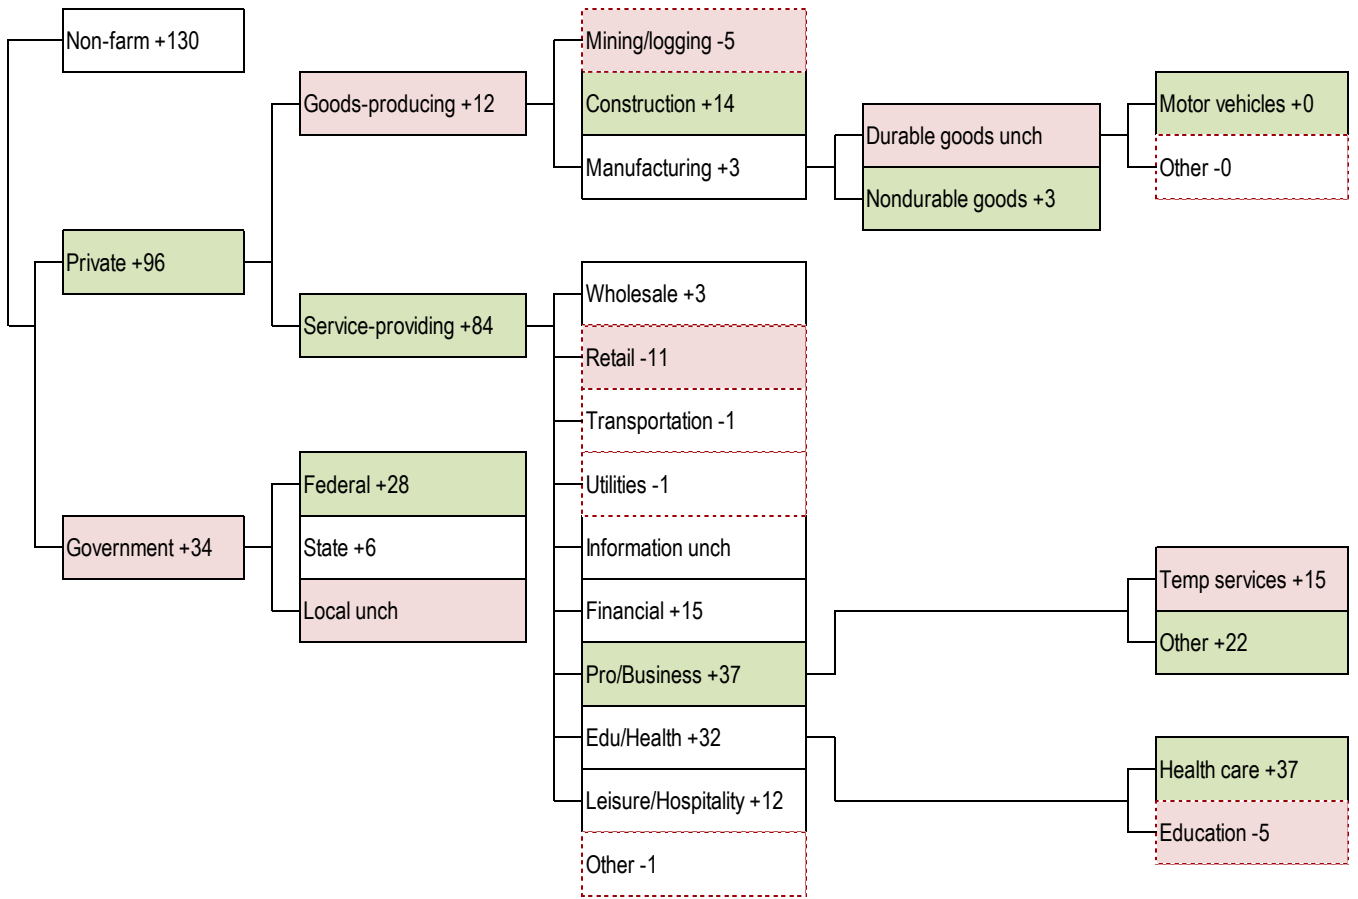 Non-farm +130
Private +96
Government +34
Goods-producing +12
Service-providing +84
Federal +28
State +6
Local unch
Mining/logging -5
Construction +14
Manufacturing +3
Wholesale +3
Retail -11
Transportation -1
Utilities -1
Information unch
Financial +15
Pro/Business +37
Edu/Health +32
Leisure/Hospitality +12
Other -1
Durable goods unch
Nondurable goods +3
Motor vehicles +0
Other -0
Temp services +15
Other +22
Health care +37
Education -5